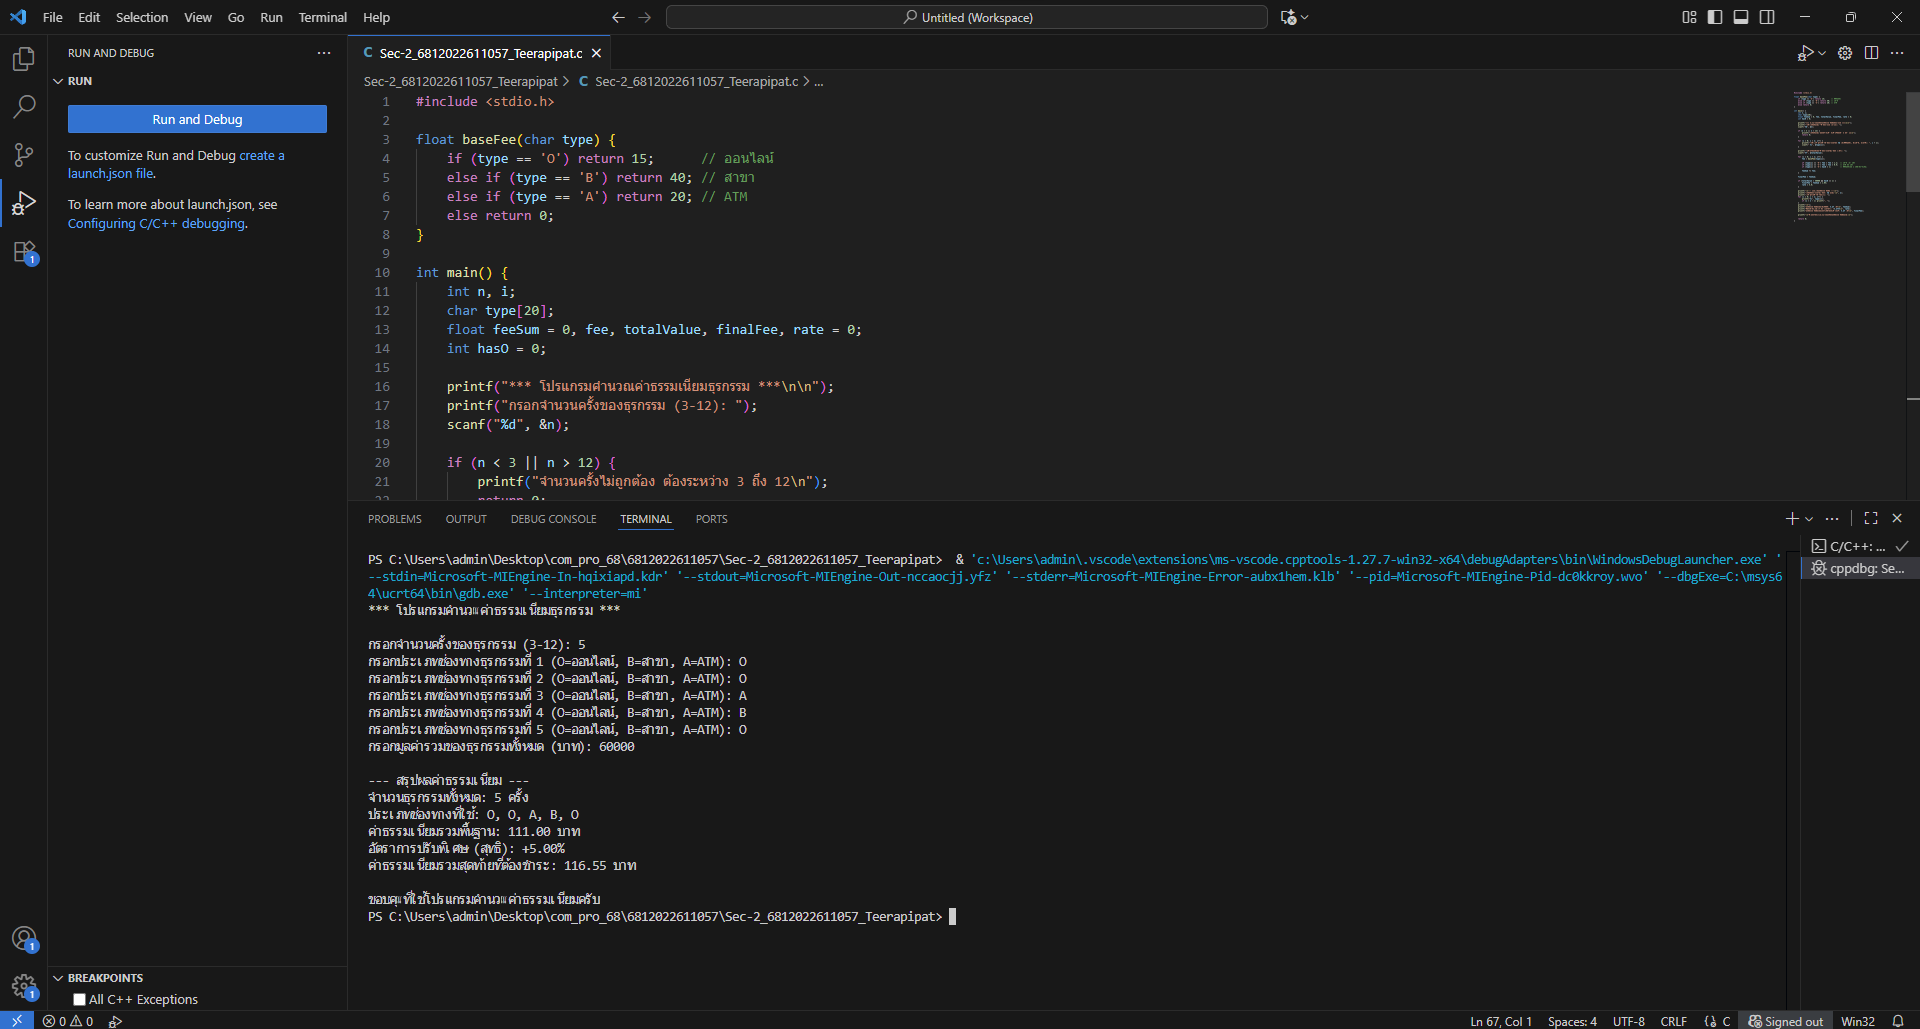 File Edit Selection View Go Run Terminal Help
Untitled (Workspace)
RUN AND DEBUG
RUN
Run and Debug
To customize Run and Debug create a
launch.json file.
To learn more about launch.json, see
Configuring C/C++ debugging.
C Sec-2_6812022611057_Teerapipat.c
Sec-2_6812022611057_Teerapipat > C Sec-2_6812022611057_Teerapipat.c > ...
1 #include <stdio.h>
2
3 float baseFee(char type) {
4 if (type == 'O') return 15; // ออนไลน์
5 else if (type == 'B') return 40; // สาขา
6 else if (type == 'A') return 20; // ATM
7 else return 0;
8 }
9
10 int main() {
11 int n, i;
12 char type[20];
13 float feeSum = 0, fee, totalValue, finalFee, rate = 0;
14 int hasO = 0;
15
16 printf("*** โปรแกรมคำนวณค่าธรรมเนียมธุรกรรม ***\n\n");
17 printf("กรอกจำนวนครั้งของธุรกรรม (3-12): ");
18 scanf("%d", &n);
19
20 if (n < 3 || n > 12) {
21 printf("จำนวนครั้งไม่ถูกต้อง ต้องระหว่าง 3 ถึง 12\n");
22 return 0;
PROBLEMS OUTPUT DEBUG CONSOLE TERMINAL PORTS
C/C++: ...
cppdbg: Se...
PS C:\Users\admin\Desktop\com_pro_68\6812022611057\Sec-2_6812022611057_Teerapipat> & 'c:\Users\admin\.vscode\extensions\ms-vscode.cpptools-1.27.7-win32-x64\debugAdapters\bin\WindowsDebugLauncher.exe' '
--stdin=Microsoft-MIEngine-In-hqixiapd.kdr' '--stdout=Microsoft-MIEngine-Out-nccaocjj.yfz' '--stderr=Microsoft-MIEngine-Error-aubx1hem.klb' '--pid=Microsoft-MIEngine-Pid-dc0kkroy.wvo' '--dbgExe=C:\msys6
4\ucrt64\bin\gdb.exe' '--interpreter=mi'
*** โปรแกรมคำนวณค่าธรรมเนียมธุรกรรม ***
กรอกจำนวนครั้งของธุรกรรม (3-12): 5
กรอกประเภทช่องทางธุรกรรมที่ 1 (O=ออนไลน์, B=สาขา, A=ATM): O
กรอกประเภทช่องทางธุรกรรมที่ 2 (O=ออนไลน์, B=สาขา, A=ATM): O
กรอกประเภทช่องทางธุรกรรมที่ 3 (O=ออนไลน์, B=สาขา, A=ATM): A
กรอกประเภทช่องทางธุรกรรมที่ 4 (O=ออนไลน์, B=สาขา, A=ATM): B
กรอกประเภทช่องทางธุรกรรมที่ 5 (O=ออนไลน์, B=สาขา, A=ATM): O
กรอกมูลค่ารวมของธุรกรรมทั้งหมด (บาท): 60000
--- สรุปผลค่าธรรมเนียม ---
จำนวนธุรกรรมทั้งหมด: 5 ครั้ง
ประเภทช่องทางที่ใช้: O, O, A, B, O
ค่าธรรมเนียมรวมพื้นฐาน: 111.00 บาท
อัตราการปรับพิเศษ (สุทธิ): +5.00%
ค่าธรรมเนียมรวมสุดท้ายที่ต้องชำระ: 116.55 บาท
ขอบคุณที่ใช้โปรแกรมคำนวณค่าธรรมเนียมครับ
PS C:\Users\admin\Desktop\com_pro_68\6812022611057\Sec-2_6812022611057_Teerapipat>
BREAKPOINTS
All C++ Exceptions
0 0 Ln 67, Col 1 Spaces: 4 UTF-8 CRLF {} C Signed out Win32